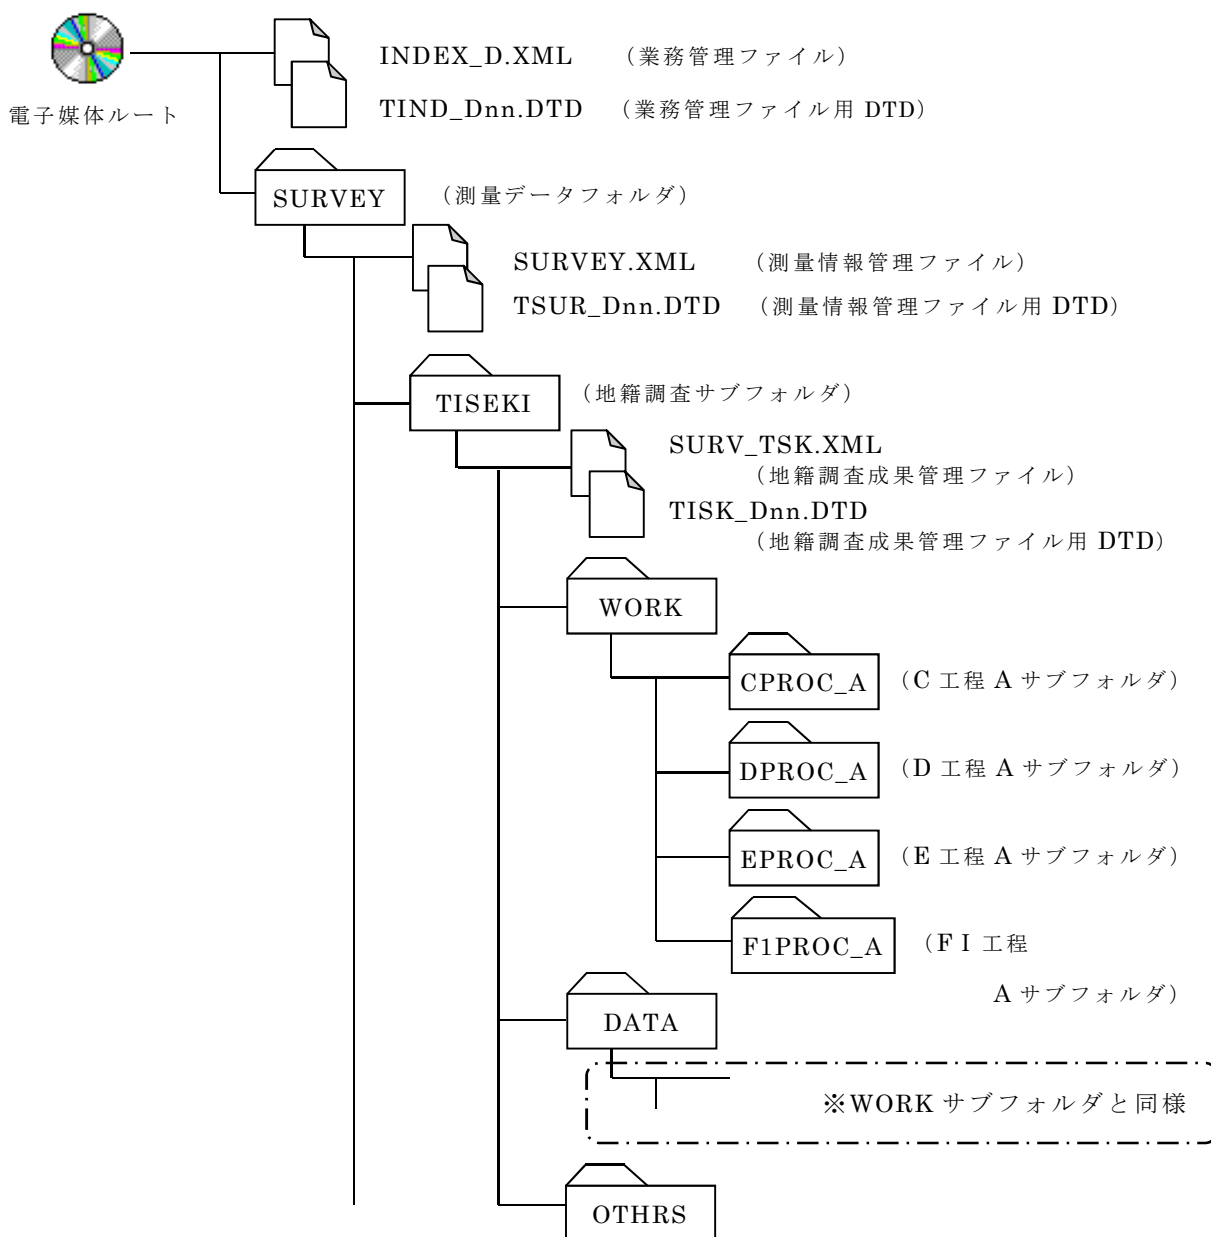 INDEX_D.XML （業務管理ファイル）
電子媒体ルート
TIND_Dnn.DTD （業務管理ファイル用 DTD）
SURVEY （測量データフォルダ）
SURVEY.XML （測量情報管理ファイル）
TSUR_Dnn.DTD （測量情報管理ファイル用 DTD）
TISEKI （地籍調査サブフォルダ）
SURV_TSK.XML
（地籍調査成果管理ファイル）
TISK_Dnn.DTD
（地籍調査成果管理ファイル用 DTD）
WORK
CPROC_A （C 工程 A サブフォルダ）
DPROC_A （D 工程 A サブフォルダ）
EPROC_A （E 工程 A サブフォルダ）
F1PROC_A （F Ⅰ 工程
A サブフォルダ）
DATA
※WORK サブフォルダと同様
OTHRS